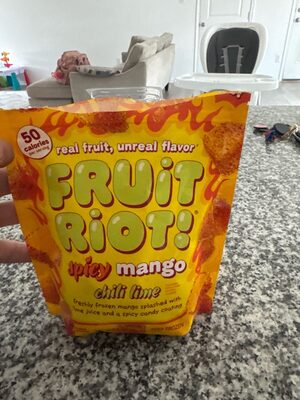 50
calories
real fruit, unreal flavor
FRUiT
RiOT!
spicy mango
chili lime
freshly frozen mango splashed with
lime juice and a spicy candy coating